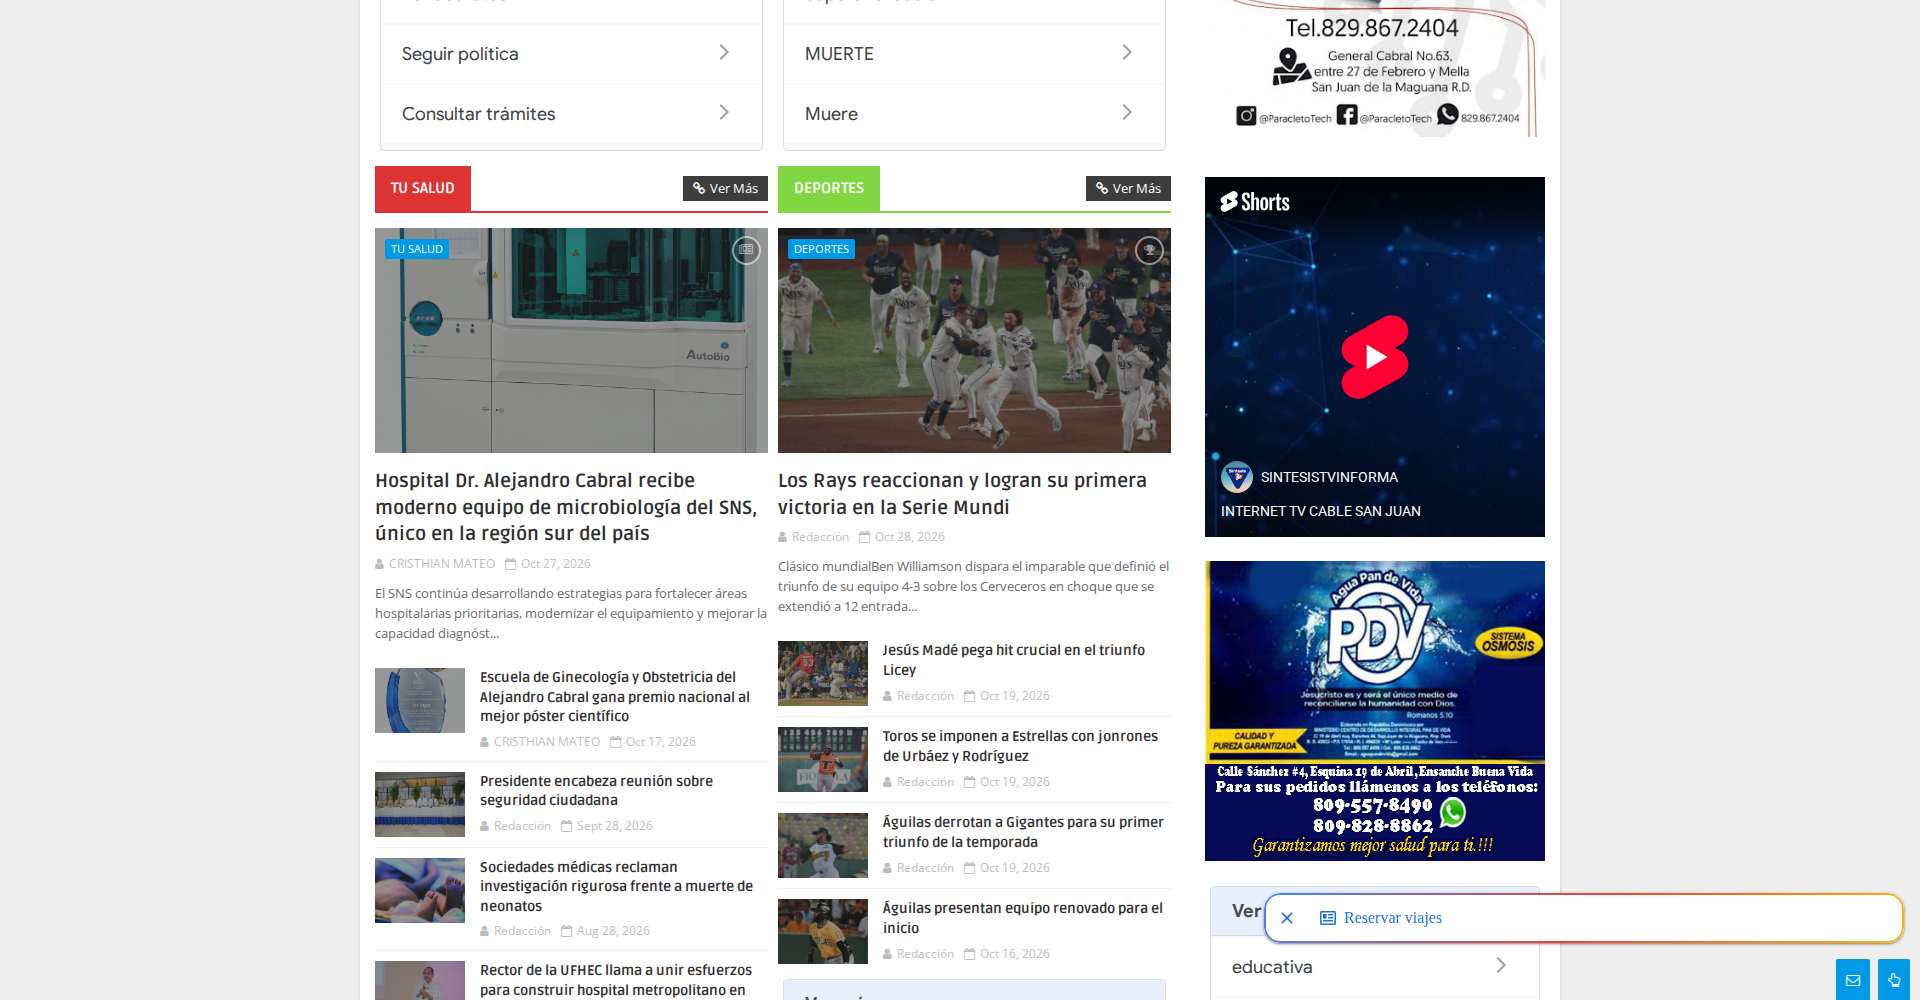 Seguir política
Consultar trámites
MUERTE
Muere
TU SALUD
Ver Más
TU SALUD
AutoBio
Hospital Dr. Alejandro Cabral recibe
moderno equipo de microbiología del SNS,
único en la región sur del país
CRISTHIAN MATEO Oct 27, 2026
El SNS continúa desarrollando estrategias para fortalecer áreas
hospitalarias prioritarias, modernizar el equipamiento y mejorar la
capacidad diagnóst...
Escuela de Ginecología y Obstetricia del
Alejandro Cabral gana premio nacional al
mejor póster científico
CRISTHIAN MATEO Oct 17, 2026
Presidente encabeza reunión sobre
seguridad ciudadana
Redacción Sept 28, 2026
Sociedades médicas reclaman
investigación rigurosa frente a muerte de
neonatos
Redacción Aug 28, 2026
Rector de la UFHEC llama a unir esfuerzos
para construir hospital metropolitano en
DEPORTES
Ver Más
DEPORTES
Los Rays reaccionan y logran su primera
victoria en la Serie Mundi
Redacción Oct 28, 2026
Clásico mundialBen Williamson dispara el imparable que definió el
triunfo de su equipo 4-3 sobre los Cerveceros en choque que se
extendió a 12 entrada...
Jesús Madé pega hit crucial en el triunfo
Licey
Redacción Oct 19, 2026
Toros se imponen a Estrellas con jonrones
de Urbáez y Rodríguez
Redacción Oct 19, 2026
Águilas derrotan a Gigantes para su primer
triunfo de la temporada
Redacción Oct 19, 2026
Águilas presentan equipo renovado para el
inicio
Redacción Oct 16, 2026
Tel.829.867.2404
General Cabral No.63,
entre 27 de Febrero y Mella
San Juan de la Maguana R.D.
@ParacletoTech @ParacletoTech 829.867.2404
Shorts
SINTESISTVINFORMA
INTERNET TV CABLE SAN JUAN
Agua Pan de Vida
PDV
SISTEMA
OSMOSIS
Jesucristo es y será el único medio de
reconciliarse la humanidad con Dios.
Romanos 5:10
CALIDAD Y
PUREZA GARANTIZADA
Calle Sánchez #4, Esquina 19 de Abril, Ensanche Buena Vida
Para sus pedidos llámenos a los teléfonos:
809-557-8490
809-828-8862
Garantizamos mejor salud para ti.!!!
Ver
Reservar viajes
educativa